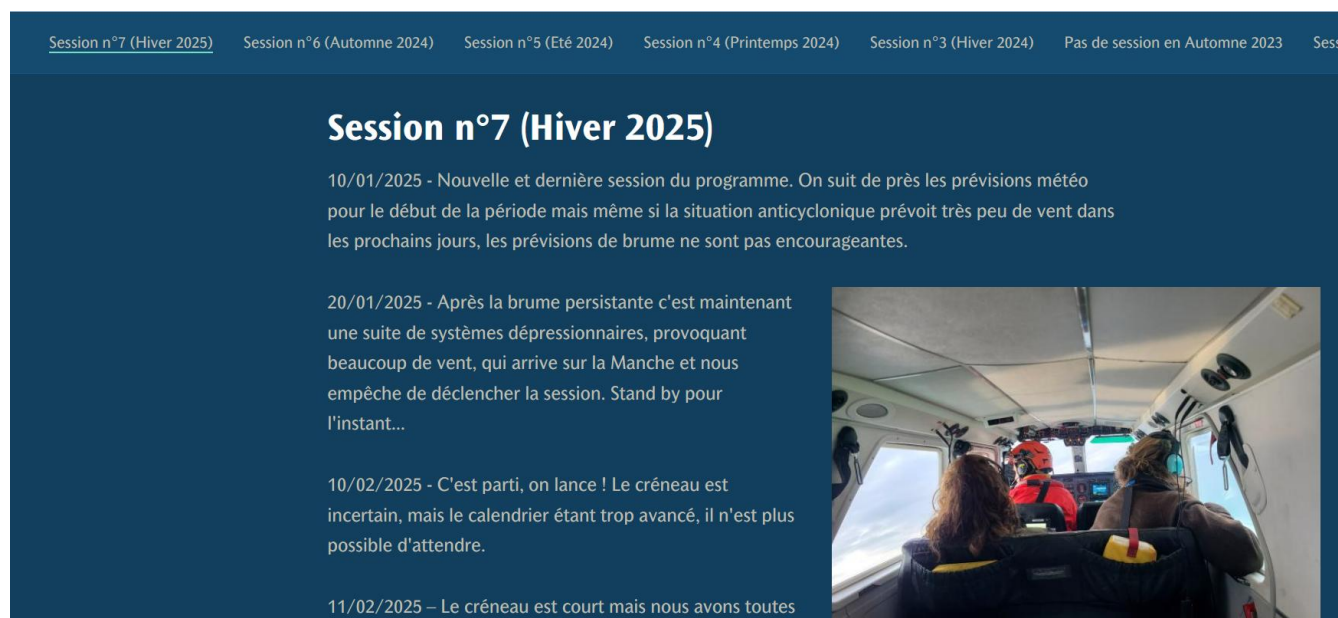 Session n°7 (Hiver 2025) Session n°6 (Automne 2024) Session n°5 (Eté 2024) Session n°4 (Printemps 2024) Session n°3 (Hiver 2024) Pas de session en Automne 2023
Session n°7 (Hiver 2025)
10/01/2025 - Nouvelle et dernière session du programme. On suit de près les prévisions météo
pour le début de la période mais même si la situation anticyclonique prévoit très peu de vent dans
les prochains jours, les prévisions de brume ne sont pas encourageantes.
20/01/2025 - Après la brume persistante c'est maintenant
une suite de systèmes dépressionnaires, provoquant
beaucoup de vent, qui arrive sur la Manche et nous
empêche de déclencher la session. Stand by pour
l'instant...
10/02/2025 - C'est parti, on lance ! Le créneau est
incertain, mais le calendrier étant trop avancé, il n'est plus
possible d'attendre.
11/02/2025 – Le créneau est court mais nous avons toutes